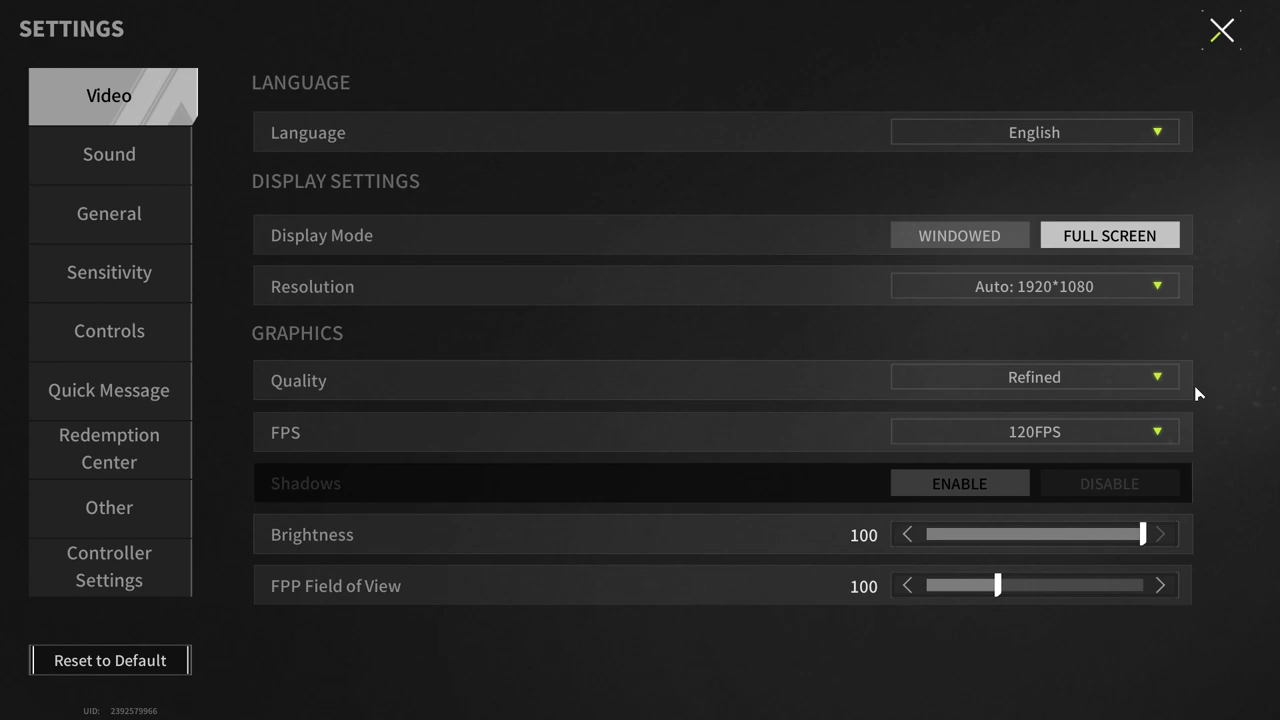 SETTINGS
Video
Sound
General
Sensitivity
Controls
Quick Message
Redemption
Center
Other
Controller
Settings
Reset to Default
UID: 2392579966
LANGUAGE
Language English
DISPLAY SETTINGS
Display Mode WINDOWED FULL SCREEN
Resolution Auto: 1920*1080
GRAPHICS
Quality Refined
FPS 120FPS
Shadows ENABLE DISABLE
Brightness 100
FPP Field of View 100